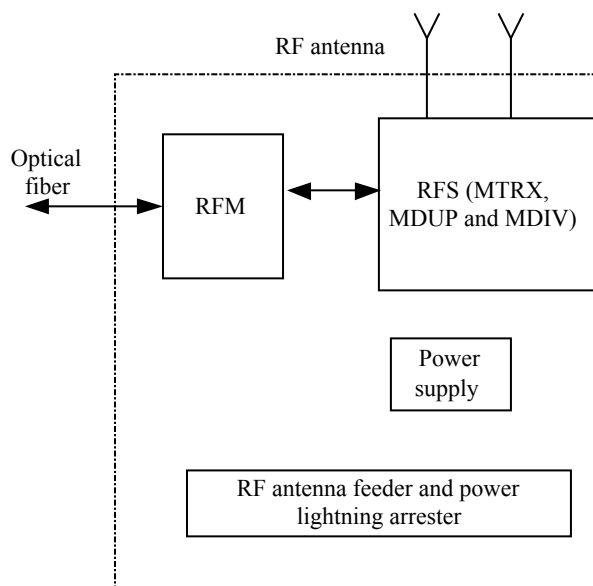 RF antenna
Optical
fiber
RFM
RFS (MTRX,
MDUP and MDIV)
Power
supply
RF antenna feeder and power
lightning arrester